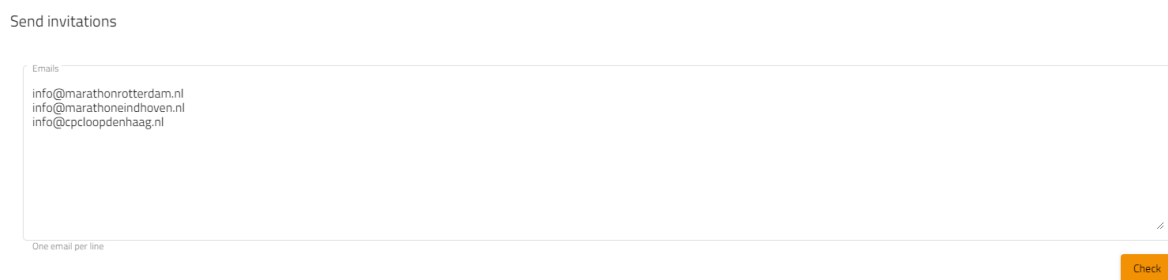 Send invitations
Emails
info@marathonrotterdam.nl
info@marathoneindhoven.nl
info@cpcloopdenhaag.nl
One email per line
Check